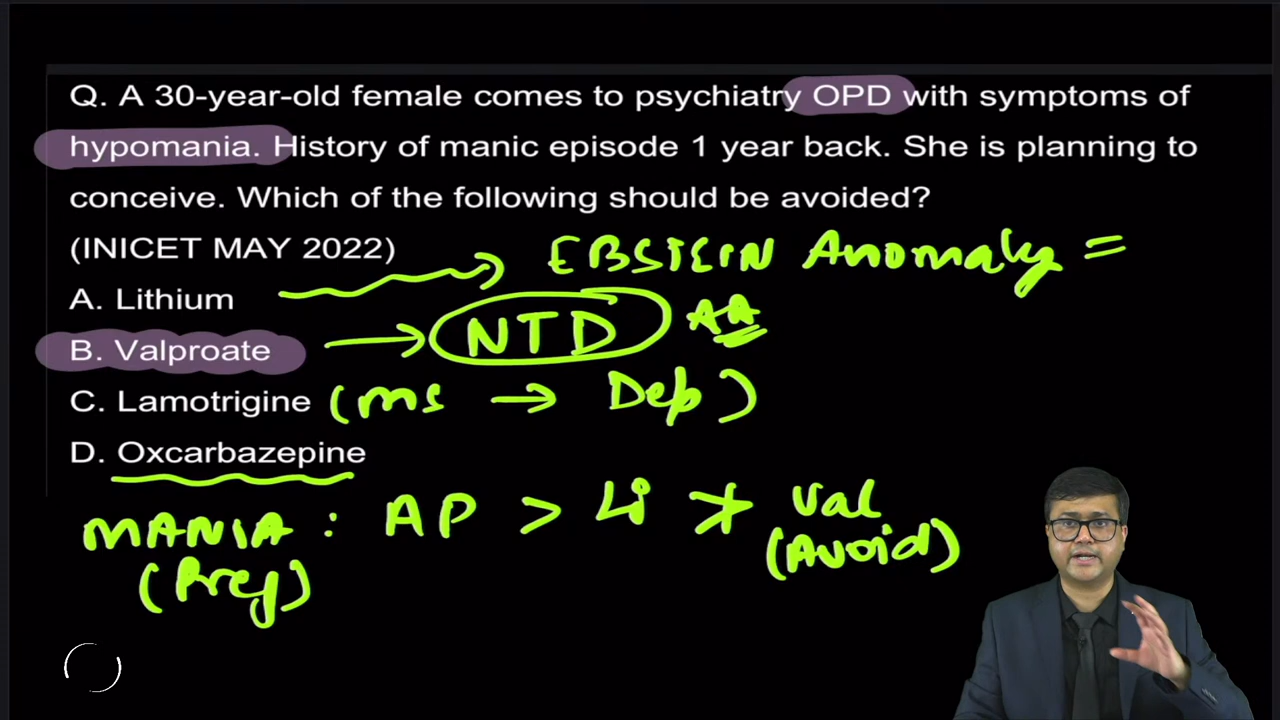 Q. A 30-year-old female comes to psychiatry OPD with symptoms of
hypomania. History of manic episode 1 year back. She is planning to
conceive. Which of the following should be avoided?
(INICET MAY 2022)
EBSTEIN Anomaly =
A. Lithium
B. Valproate
NTD AA
C. Lamotrigine (MS → Dep)
D. Oxcarbazepine
MANIA : AP > Li Val
(Preg) (Avoid)